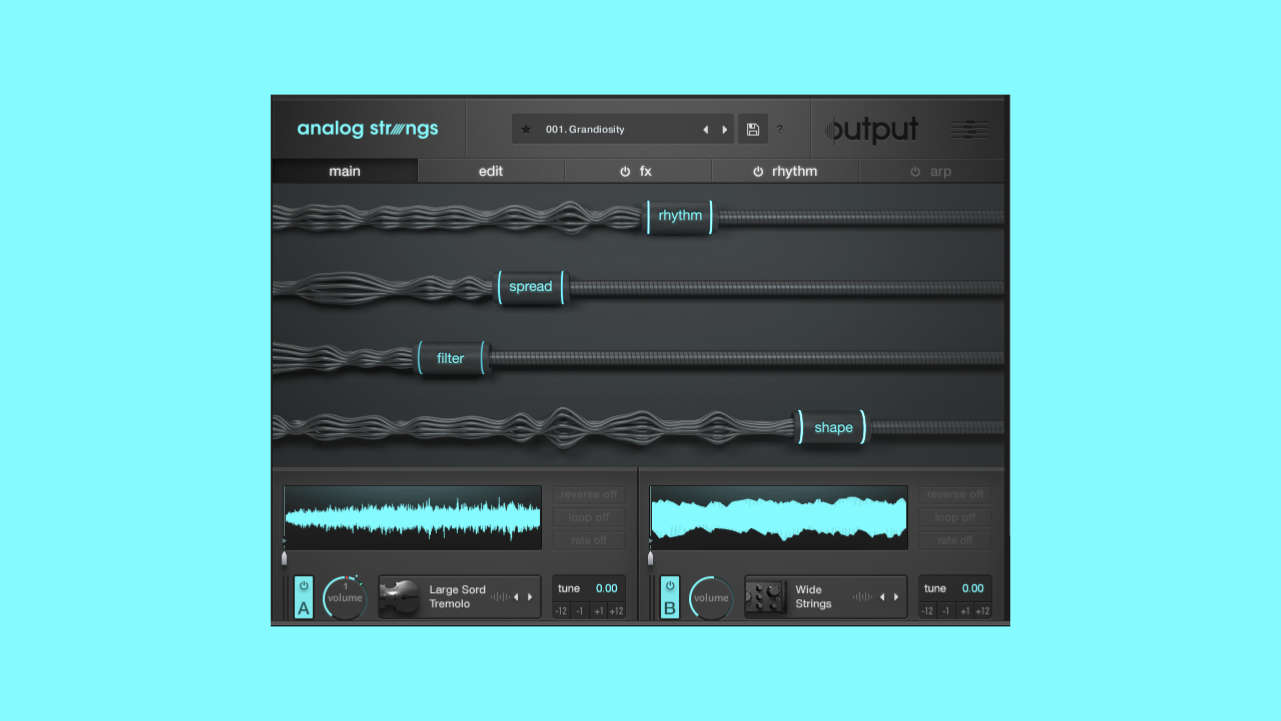 analog strings
001. Grandiosity
?
output
main
edit
fx
rhythm
arp
rhythm
spread
filter
shape
reverse off
loop off
rate off
A
1
volume
Large Sord
Tremolo
tune 0.00
-12 -1 +1 +12
reverse off
loop off
rate off
B
volume
Wide
Strings
tune 0.00
-12 -1 +1 +12